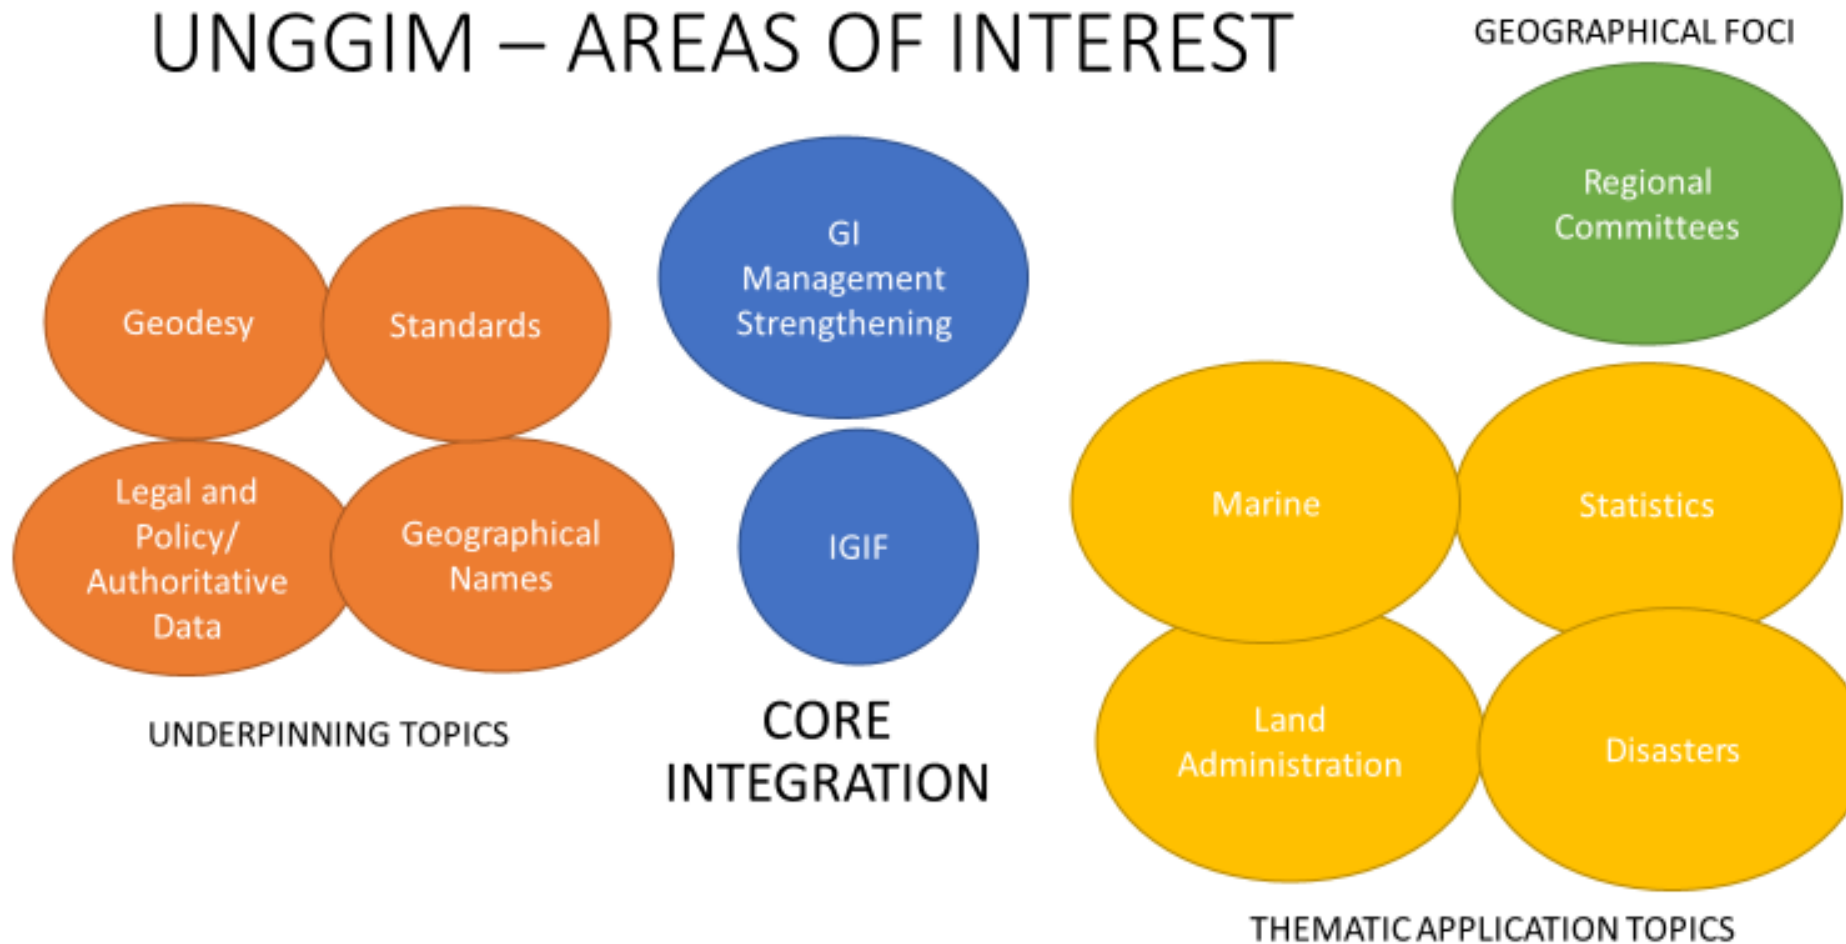 UNGGIM – AREAS OF INTEREST
GEOGRAPHICAL FOCI
Regional
Committees
GI
Management
Strengthening
Geodesy
Standards
Legal and
Policy/
Authoritative
Data
Geographical
Names
IGIF
Marine
Statistics
Land
Administration
Disasters
UNDERPINNING TOPICS
CORE
INTEGRATION
THEMATIC APPLICATION TOPICS